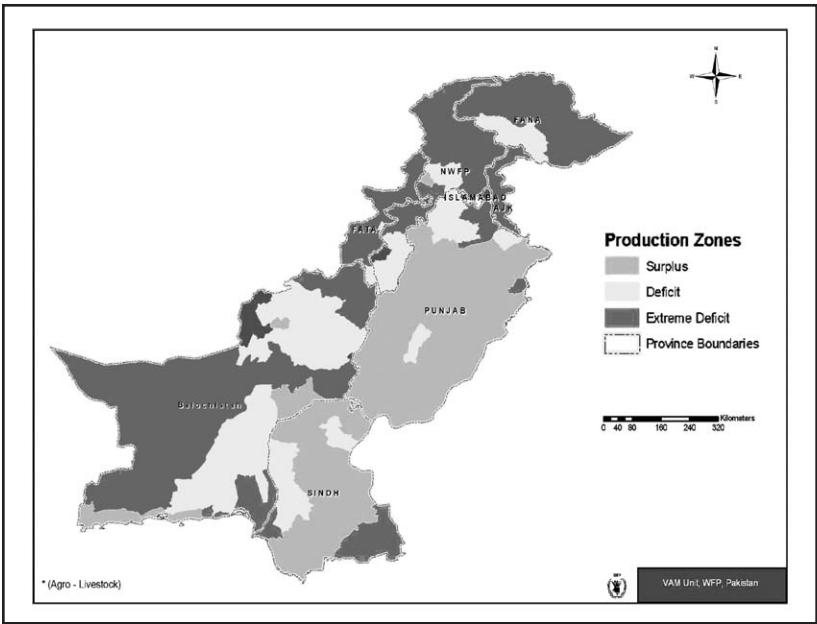 N
W E
S
FANA
NWFP
ISLAMABAD
AJK
FATA
PUNJAB
Balochistan
SINDH
Production Zones
Surplus
Deficit
Extreme Deficit
Province Boundaries
Kilometers
0 40 80 160 240 320
* (Agro - Livestock)
WFP
VAM Unit, WFP, Pakistan